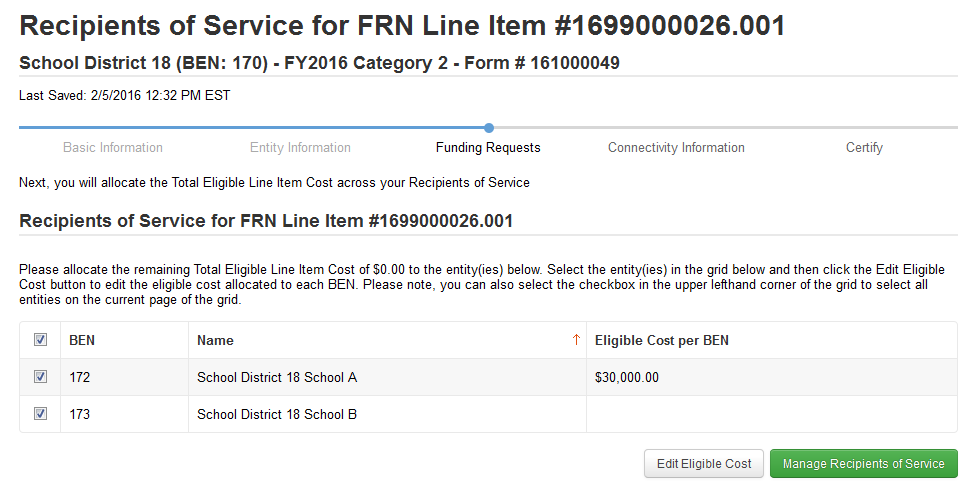 Recipients of Service for FRN Line Item #1699000026.001
School District 18 (BEN: 170) - FY2016 Category 2 - Form # 161000049
Last Saved: 2/5/2016 12:32 PM EST
Basic Information Entity Information Funding Requests Connectivity Information Certify
Next, you will allocate the Total Eligible Line Item Cost across your Recipients of Service
Recipients of Service for FRN Line Item #1699000026.001
Please allocate the remaining Total Eligible Line Item Cost of $0.00 to the entity(ies) below. Select the entity(ies) in the grid below and then click the Edit Eligible
Cost button to edit the eligible cost allocated to each BEN. Please note, you can also select the checkbox in the upper lefthand corner of the grid to select all
entities on the current page of the grid.
BEN Name Eligible Cost per BEN
172 School District 18 School A $30,000.00
173 School District 18 School B
Edit Eligible Cost Manage Recipients of Service